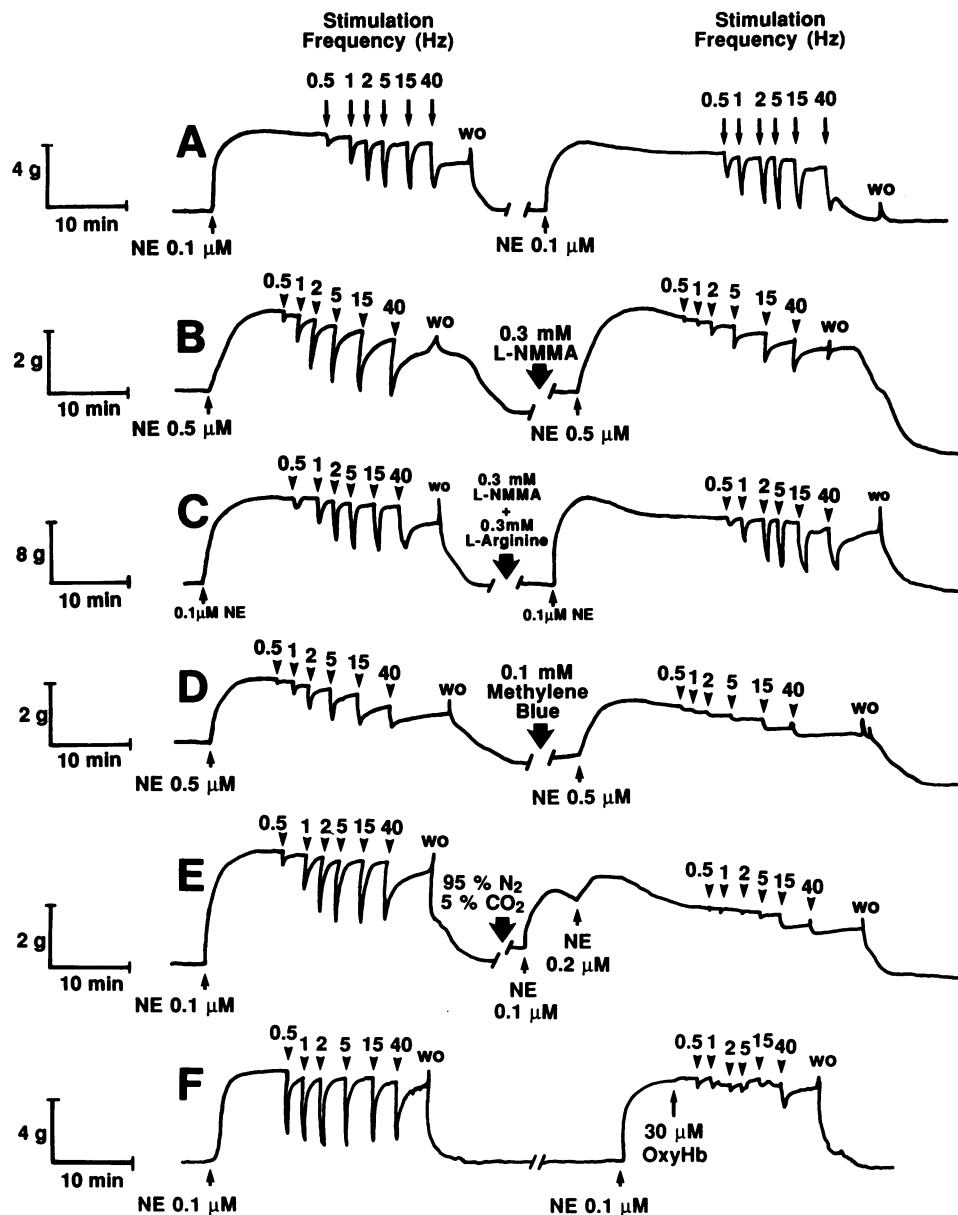 Stimulation Frequency (Hz)
Stimulation Frequency (Hz)
0.5 1 2 5 15 40
0.5 1 2 5 15 40
A
wo
wo
4 g
10 min
NE 0.1 μM
NE 0.1 μM
0.5 1 2 5 15 40
0.5 1 2 5 15 40
B
wo
0.3 mM
L-NMMA
wo
2 g
10 min
NE 0.5 μM
NE 0.5 μM
0.5 1 2 5 15 40
0.5 1 2 5 15 40
C
wo
0.3 mM
L-NMMA
+
0.3mM
L-Arginine
wo
8 g
10 min
0.1μM NE
0.1μM NE
0.5 1 2 5 15 40
0.5 1 2 5 15 40
D
wo
0.1 mM
Methylene
Blue
wo
2 g
10 min
NE 0.5 μM
NE 0.5 μM
0.5 1 2 5 15 40
0.5 1 2 5 15 40
E
wo
95 % N2
5 % CO2
wo
2 g
10 min
NE 0.1 μM
NE
0.1 μM
NE
0.2 μM
0.5 1 2 5 15 40
0.5 1 2 5 15 40
F
wo
wo
4 g
10 min
30 μM
OxyHb
NE 0.1 μM
NE 0.1 μM